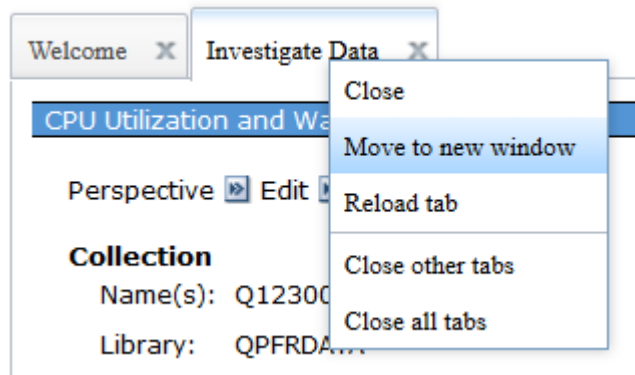 Welcome
Investigate Data
Close
CPU Utilization and Wa
Move to new window
Perspective Edit
Reload tab
Collection
Close other tabs
Name(s): Q12300
Close all tabs
Library: QPFRDATA